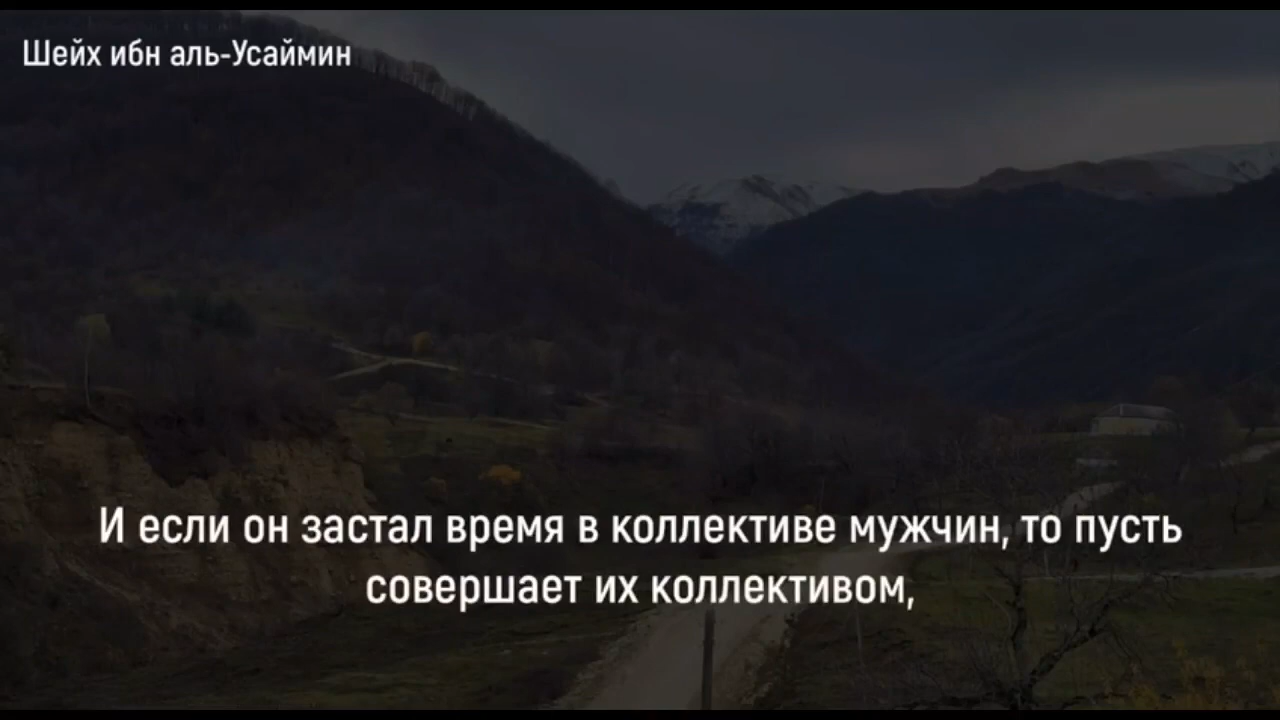 Шейх ибн аль-Усаймин
И если он застал время в коллективе мужчин, то пусть
совершает их коллективом,